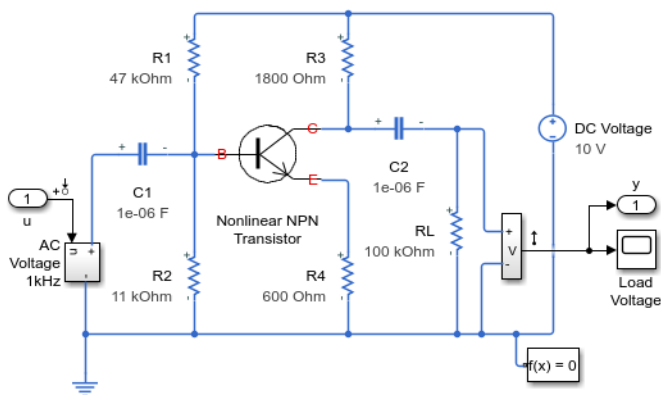 R1
47 kOhm
R3
1800 Ohm
+
-
+
-
C
+
-
+
-
DC Voltage
10 V
+
-
B
C1
1e-06 F
E
C2
1e-06 F
1
u
Nonlinear NPN
Transistor
AC
Voltage
1kHz
u
+
-
R2
11 kOhm
+
-
R4
600 Ohm
+
-
RL
100 kOhm
+
-
+
V
-
y
1
Load
Voltage
f(x) = 0